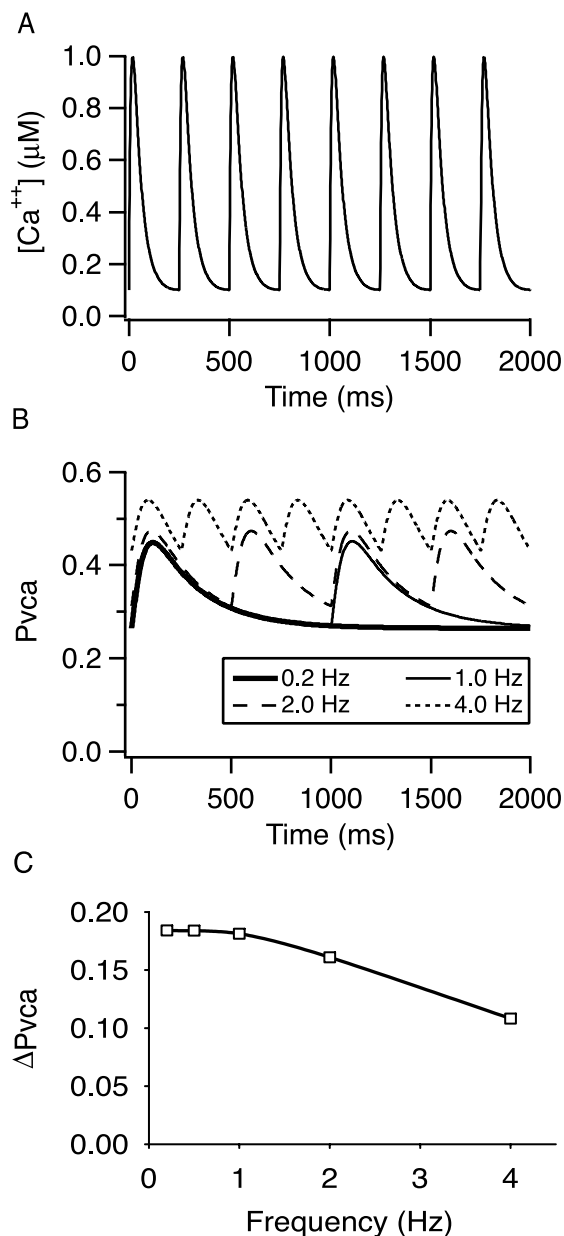 A
1.0
0.8
0.6
0.4
0.2
0.0
[Ca++] (μM)
0 500 1000 1500 2000
Time (ms)
B
0.6
0.4
0.2
0.0
Pvca
0.2 Hz 1.0 Hz
2.0 Hz 4.0 Hz
0 500 1000 1500 2000
Time (ms)
C
0.20
0.15
0.10
0.05
0.00
ΔPvca
0 1 2 3 4
Frequency (Hz)